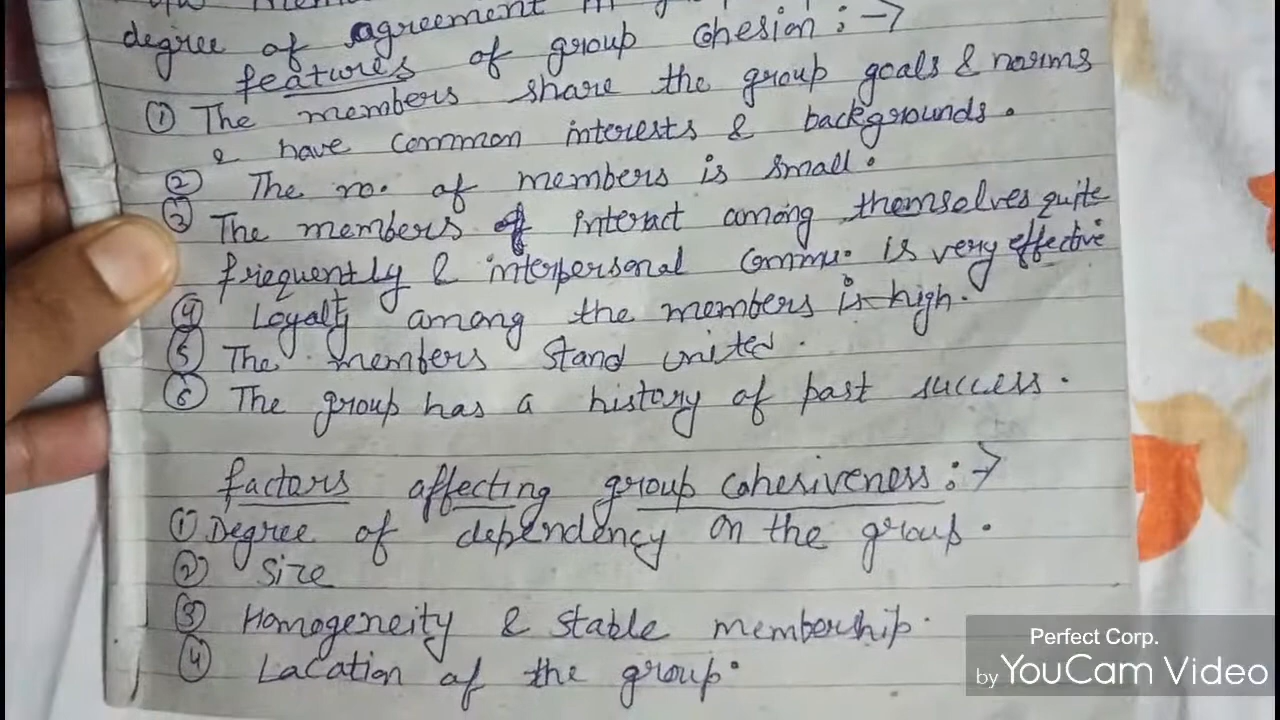 degree of agreement in
features of group cohesion :->
① The members share the group goals & norms
& have common interests & backgrounds.
② The no. of members is small.
③ The members interact among themselves quite
frequently & interpersonal commu. is very effective
④ Loyalty among the members is high.
⑤ The members stand united.
⑥ The group has a history of past success.
factors affecting group cohesiveness :->
① Degree of dependency on the group.
② Size
③ Homogeneity & stable membership.
④ Location of the group.
Perfect Corp.
by YouCam Video